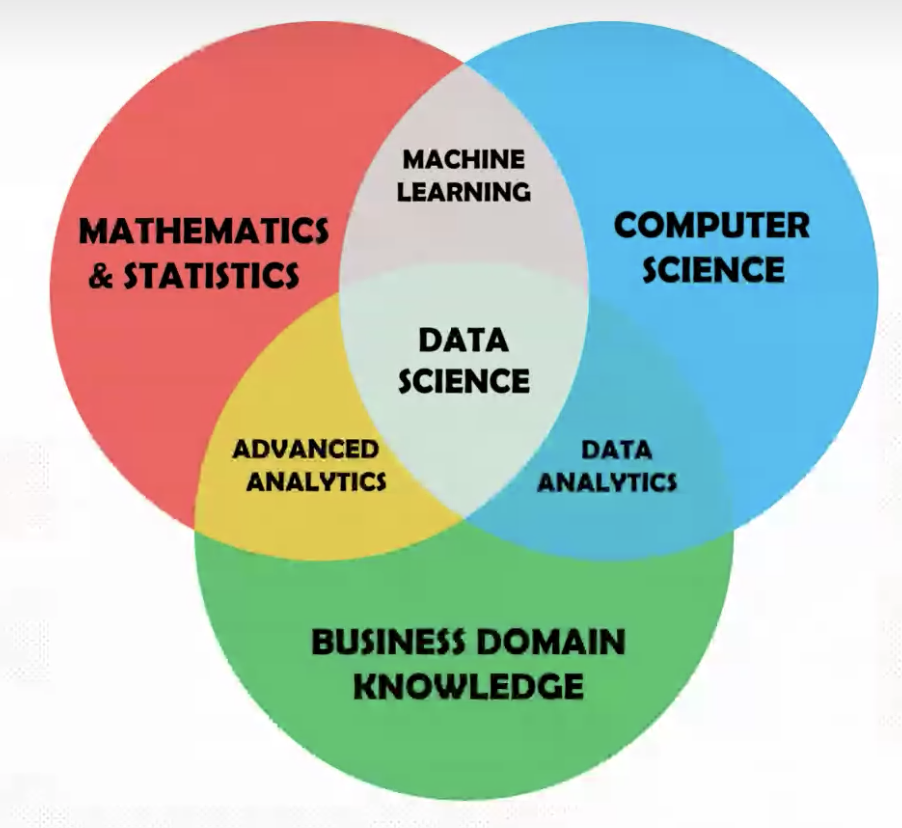 MACHINE
LEARNING
MATHEMATICS
& STATISTICS
COMPUTER
SCIENCE
DATA
SCIENCE
ADVANCED
ANALYTICS
DATA
ANALYTICS
BUSINESS DOMAIN
KNOWLEDGE